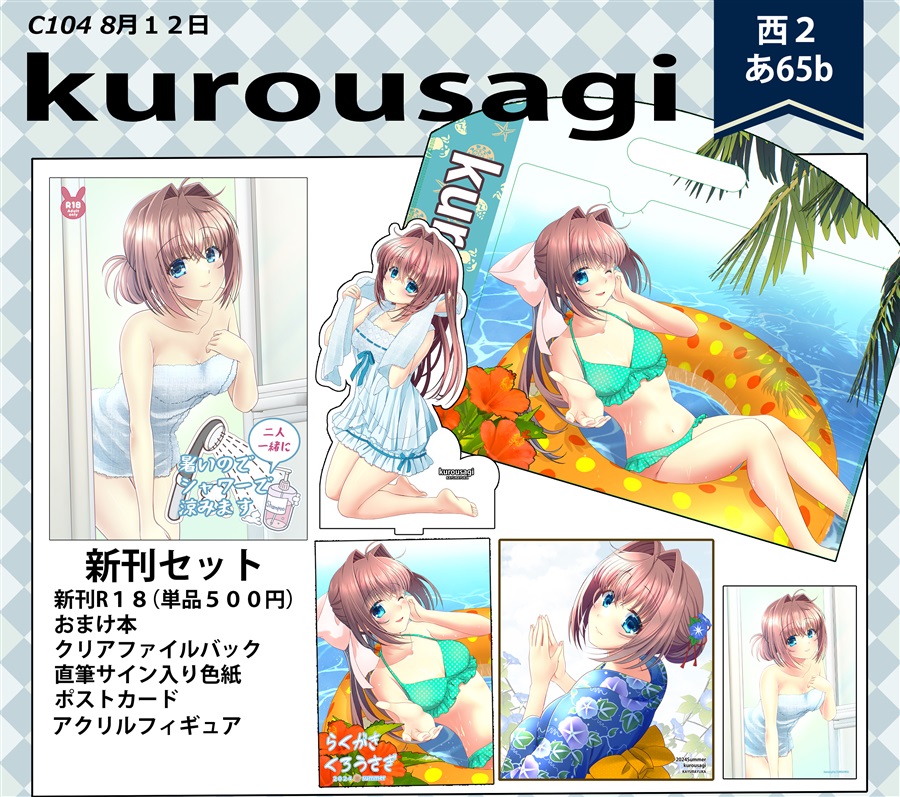 C104 8月12日
kurousagi
西2
あ65b
R18
Adult
only
二人
一緒に
暑いので
シャワーで
涼みます
kur
kurousagi
新刊セット
新刊R18(単品500円)
おまけ本
クリアファイルバック
直筆サイン入り色紙
ポストカード
アクリルフィギュア
らくがき
くろうさぎ
2024Summer
kurousagi
KATURAYUKA